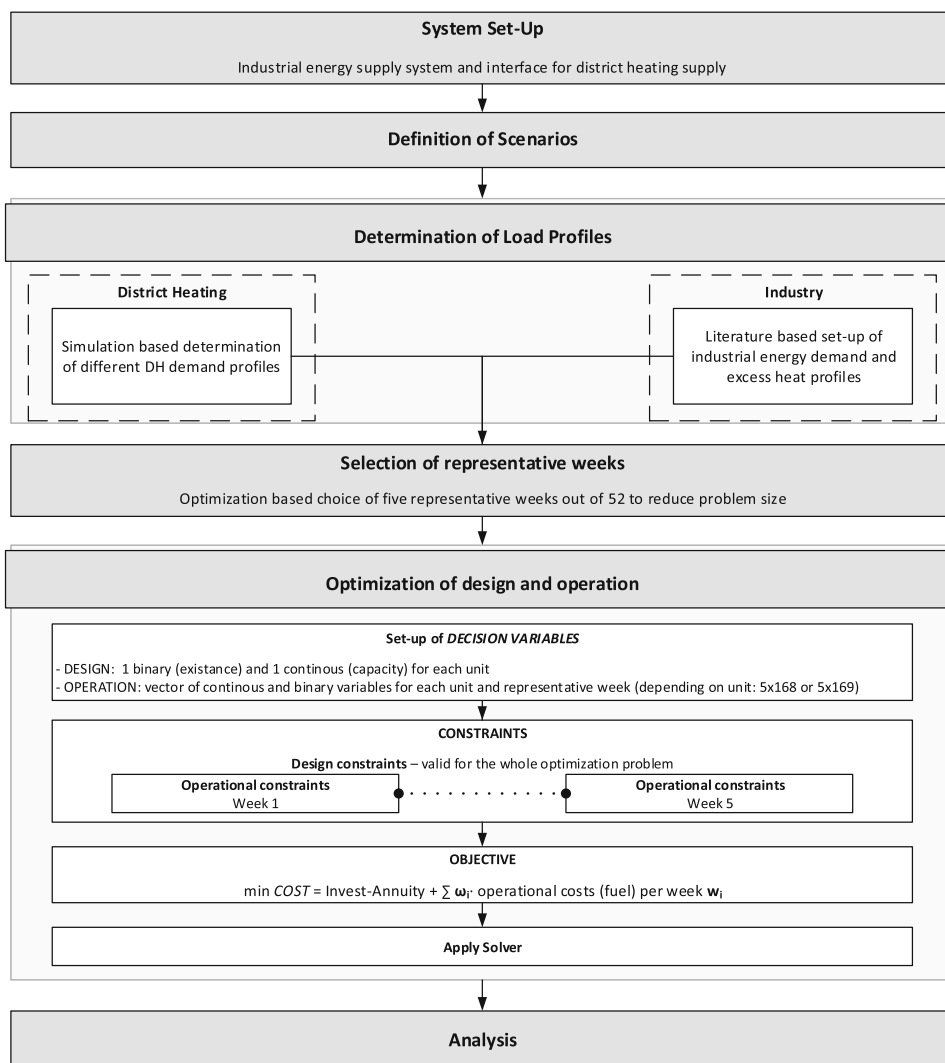 System Set-Up
Industrial energy supply system and interface for district heating supply
Definition of Scenarios
Determination of Load Profiles
District Heating
Simulation based determination
of different DH demand profiles
Industry
Literature based set-up of
industrial energy demand and
excess heat profiles
Selection of representative weeks
Optimization based choice of five representative weeks out of 52 to reduce problem size
Optimization of design and operation
Set-up of DECISION VARIABLES
- DESIGN: 1 binary (existance) and 1 continous (capacity) for each unit
- OPERATION: vector of continous and binary variables for each unit and representative week (depending on unit: 5x168 or 5x169)
CONSTRAINTS
Design constraints – valid for the whole optimization problem
Operational constraints
Week 1
Operational constraints
Week 5
OBJECTIVE
min COST = Invest-Annuity + ∑ ωi· operational costs (fuel) per week wi
Apply Solver
Analysis